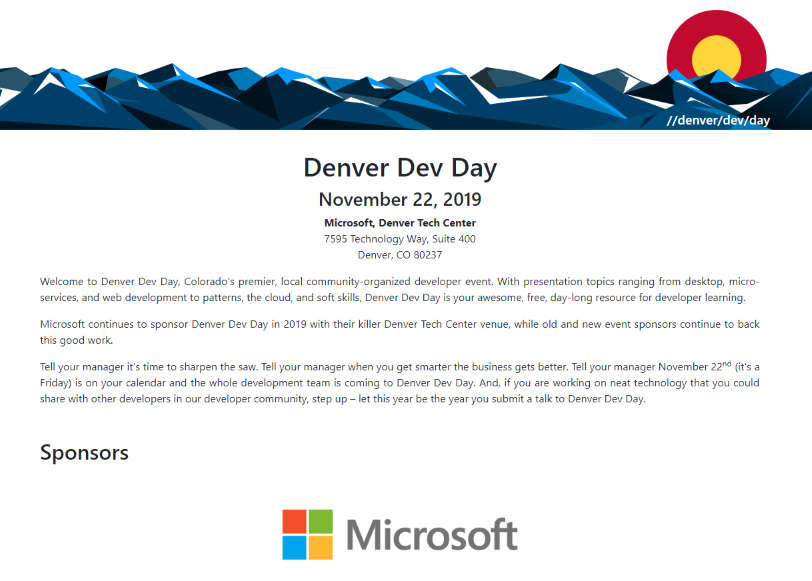 //denver/dev/day
Denver Dev Day
November 22, 2019
Microsoft, Denver Tech Center
7595 Technology Way, Suite 400
Denver, CO 80237
Welcome to Denver Dev Day, Colorado's premier, local community-organized developer event. With presentation topics ranging from desktop, micro-
services, and web development to patterns, the cloud, and soft skills, Denver Dev Day is your awesome, free, day-long resource for developer learning.
Microsoft continues to sponsor Denver Dev Day in 2019 with their killer Denver Tech Center venue, while old and new event sponsors continue to back
this good work.
Tell your manager it's time to sharpen the saw. Tell your manager when you get smarter the business gets better. Tell your manager November 22nd (it's a
Friday) is on your calendar and the whole development team is coming to Denver Dev Day. And, if you are working on neat technology that you could
share with other developers in our developer community, step up – let this year be the year you submit a talk to Denver Dev Day.
Sponsors
Microsoft